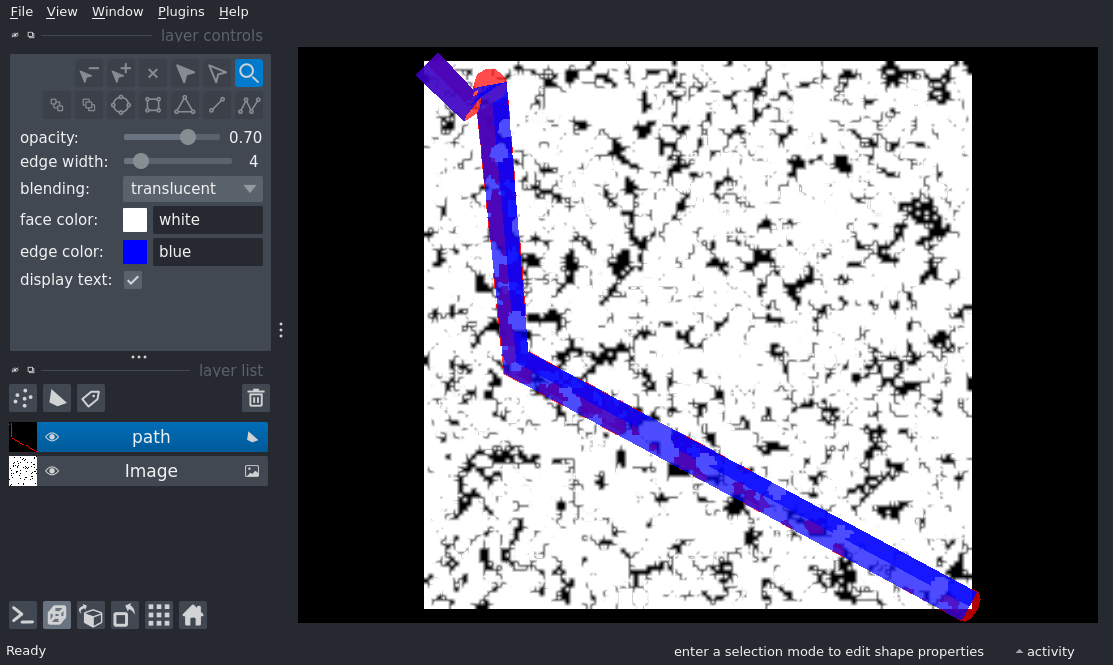 File View Window Plugins Help
layer controls
opacity: 0.70
edge width: 4
blending: translucent
face color: white
edge color: blue
display text:
layer list
path
Image
Ready
enter a selection mode to edit shape properties
activity